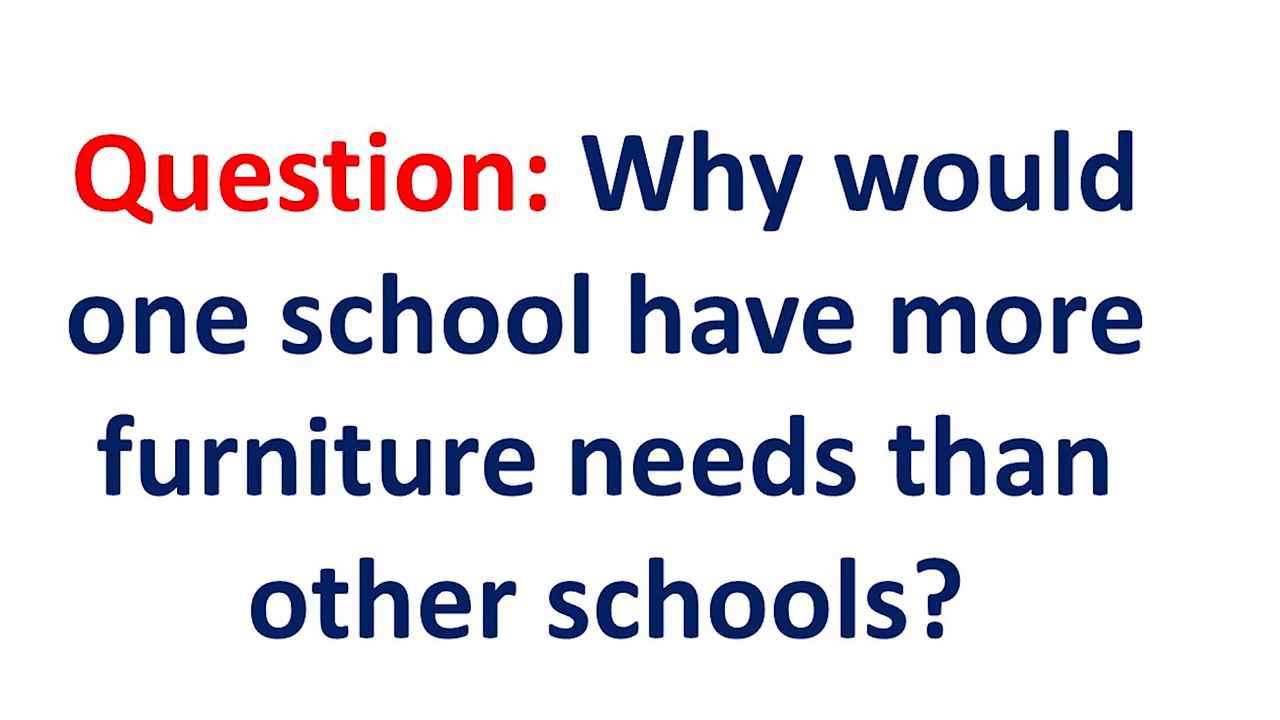 Question: Why would
one school have more
furniture needs than
other schools?